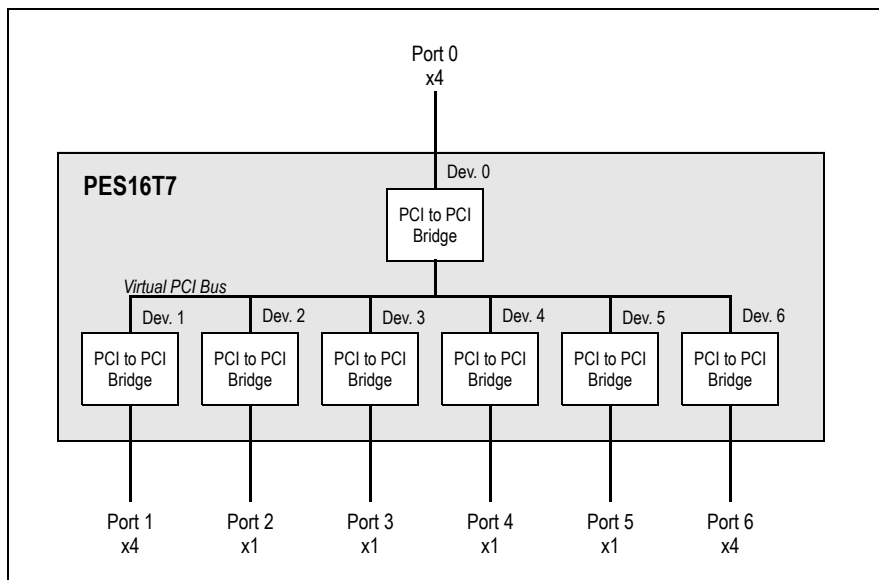 Port 0
x4
PES16T7
Dev. 0
PCI to PCI
Bridge
Virtual PCI Bus
Dev. 1
Dev. 2
Dev. 3
Dev. 4
Dev. 5
Dev. 6
PCI to PCI
Bridge
PCI to PCI
Bridge
PCI to PCI
Bridge
PCI to PCI
Bridge
PCI to PCI
Bridge
PCI to PCI
Bridge
Port 1
x4
Port 2
x1
Port 3
x1
Port 4
x1
Port 5
x1
Port 6
x4